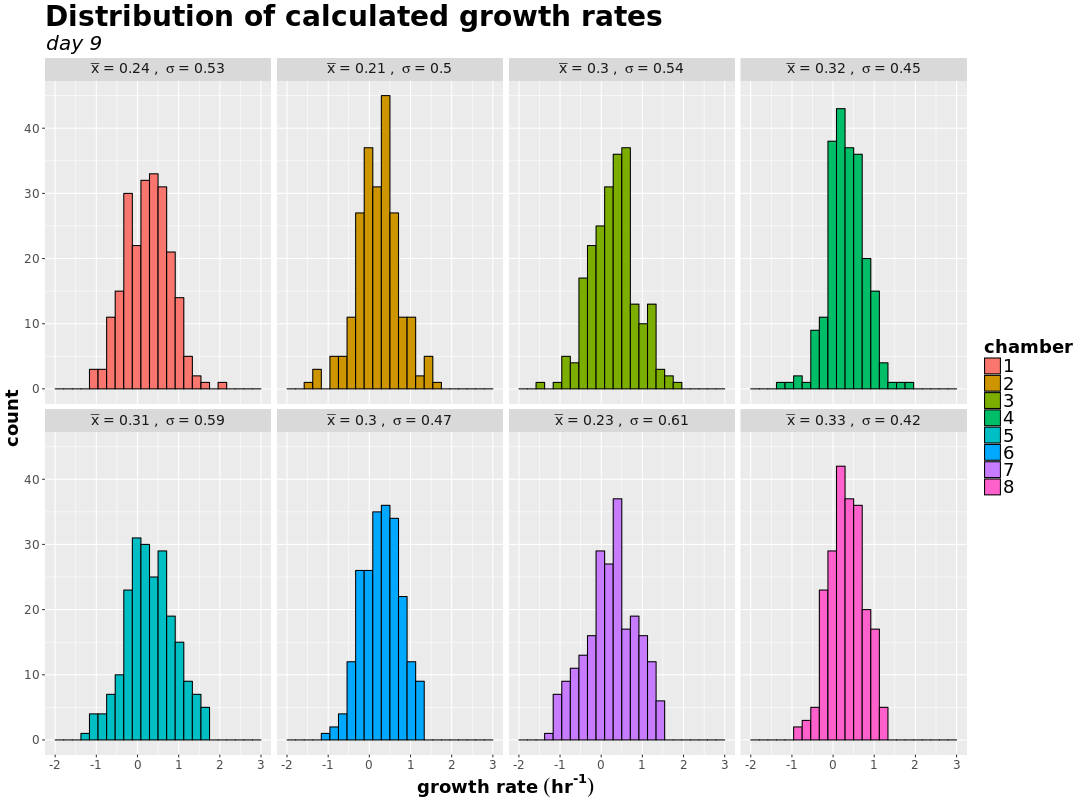 Distribution of calculated growth rates
day 9
x̅ = 0.24 , σ = 0.53
x̅ = 0.21 , σ = 0.5
x̅ = 0.3 , σ = 0.54
x̅ = 0.32 , σ = 0.45
40
30
20
10
0
x̅ = 0.31 , σ = 0.59
x̅ = 0.3 , σ = 0.47
x̅ = 0.23 , σ = 0.61
x̅ = 0.33 , σ = 0.42
40
30
20
10
0
-2 -1 0 1 2 3
-2 -1 0 1 2 3
-2 -1 0 1 2 3
-2 -1 0 1 2 3
count
growth rate (hr⁻¹)
chamber
1
2
3
4
5
6
7
8